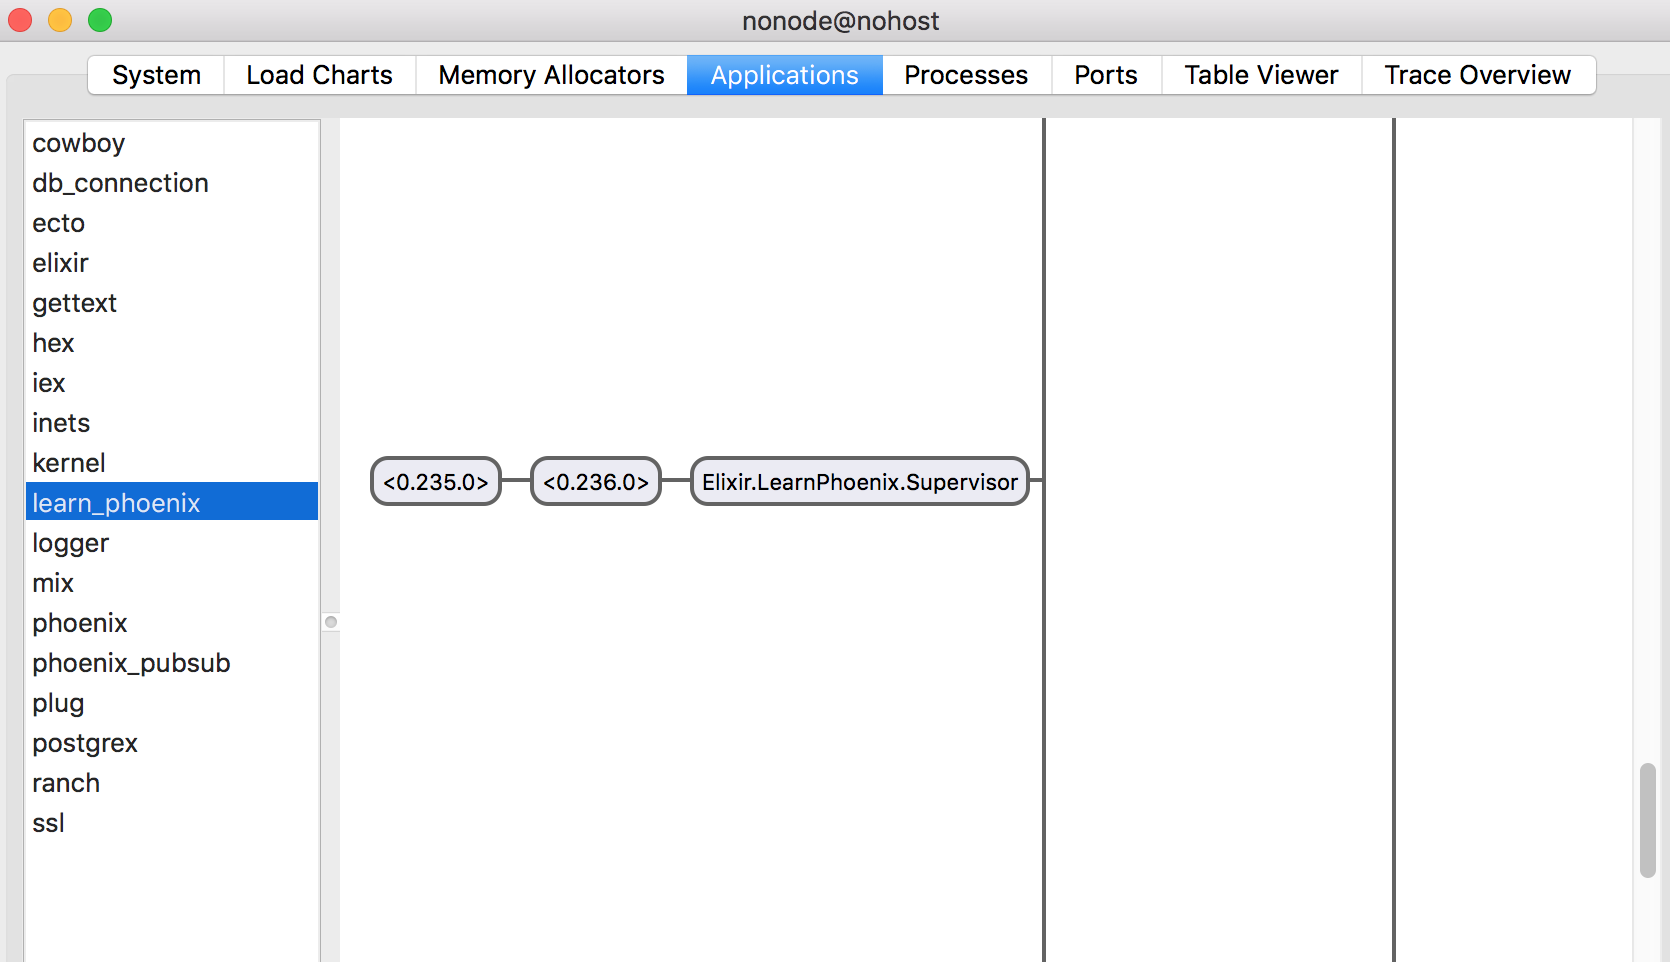 nonode@nohost
System Load Charts Memory Allocators Applications Processes Ports Table Viewer Trace Overview
cowboy
db_connection
ecto
elixir
gettext
hex
iex
inets
kernel
learn_phoenix
logger
mix
phoenix
phoenix_pubsub
plug
postgrex
ranch
ssl
<0.235.0> <0.236.0> Elixir.LearnPhoenix.Supervisor